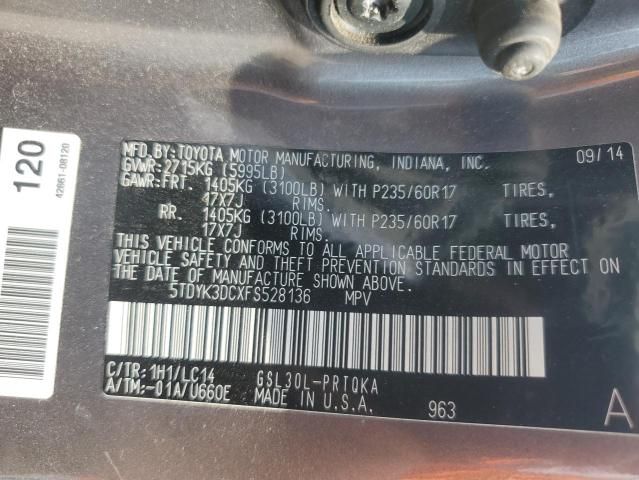 120
42661-08120
MFD.BY:TOYOTA MOTOR MANUFACTURING, INDIANA, INC. 09/14
GVWR:2715KG (5995LB)
GAWR:FRT. 1405KG (3100LB) WITH P235/60R17 TIRES,
17X7J RIMS,
RR. 1405KG (3100LB) WITH P235/60R17 TIRES,
17X7J RIMS.
THIS VEHICLE CONFORMS TO ALL APPLICABLE FEDERAL MOTOR
VEHICLE SAFETY AND THEFT PREVENTION STANDARDS IN EFFECT ON
THE DATE OF MANUFACTURE SHOWN ABOVE.
5TDYK3DCXFS528136 MPV
C/TR:1H1/LC14 GSL30L-PRTQKA
A/TM:-01A/U660E MADE IN U.S.A. 963
A